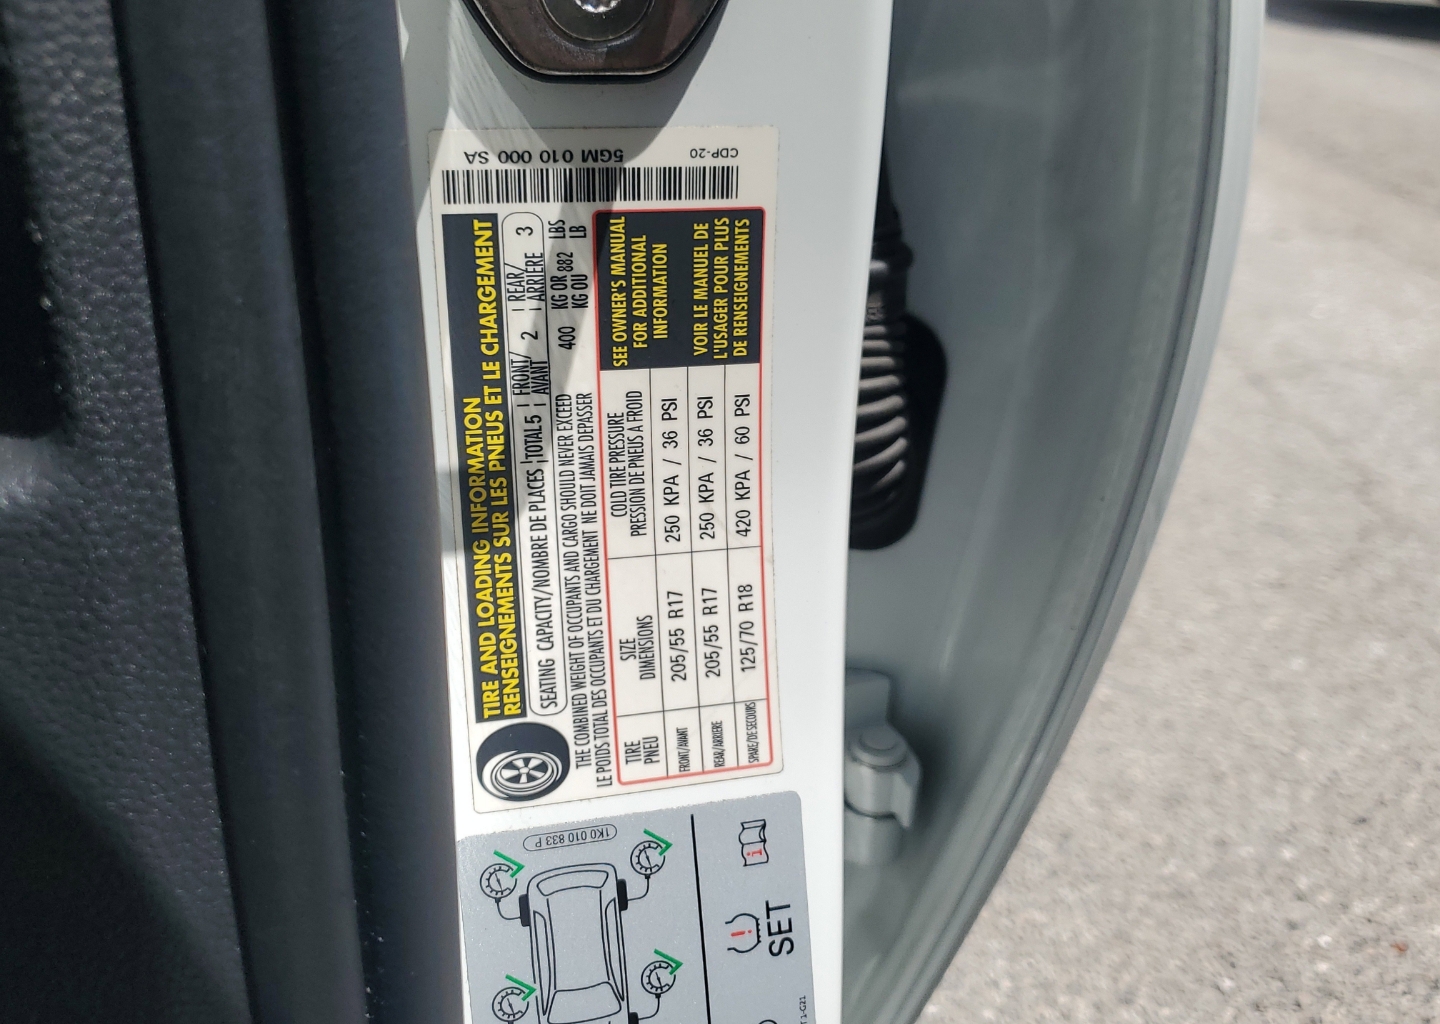 5GM 010 000 SA
CDP-20
TIRE AND LOADING INFORMATION
RENSEIGNEMENTS SUR LES PNEUS ET LE CHARGEMENT
SEATING CAPACITY/NOMBRE DE PLACES TOTAL 5 FRONT/ AVANT 2 REAR/ ARRIÈRE 3
THE COMBINED WEIGHT OF OCCUPANTS AND CARGO SHOULD NEVER EXCEED 400 KG OR 882 LBS
LE POIDS TOTAL DES OCCUPANTS ET DU CHARGEMENT NE DOIT JAMAIS DEPASSER KG OU LB
TIRE
PNEU
SIZE
DIMENSIONS
COLD TIRE PRESSURE
PRESSION DE PNEUS A FROID
FRONT/AVANT 205/55 R17 250 KPA / 36 PSI
REAR/ARRIERE 205/55 R17 250 KPA / 36 PSI
SPARE/DE SECOURS 125/70 R18 420 KPA / 60 PSI
SEE OWNER'S MANUAL
FOR ADDITIONAL
INFORMATION
VOIR LE MANUEL DE
L'USAGER POUR PLUS
DE RENSEIGNEMENTS
1K0 010 833 P
SET